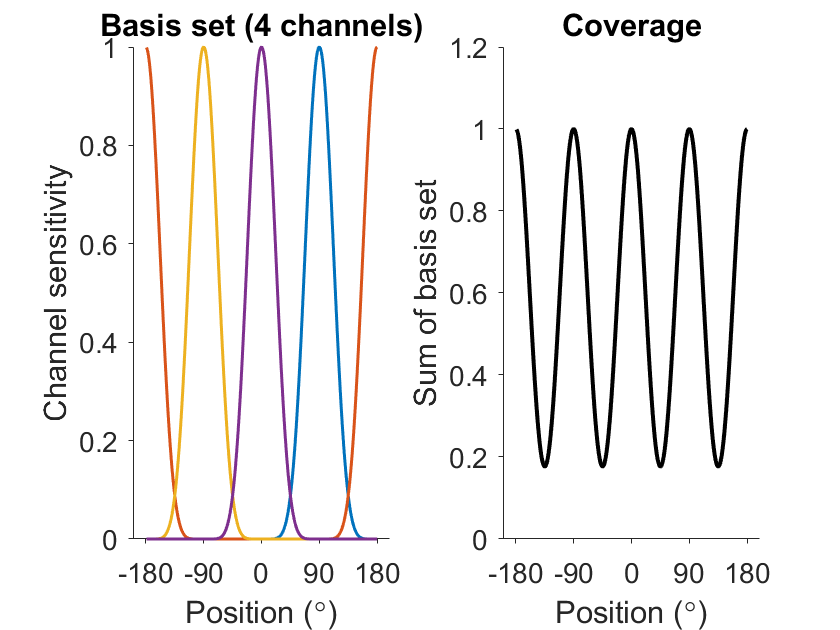 Basis set (4 channels)
Channel sensitivity
1
0.8
0.6
0.4
0.2
0
-180 -90 0 90 180
Position (°)
Coverage
Sum of basis set
1.2
1
0.8
0.6
0.4
0.2
0
-180 -90 0 90 180
Position (°)